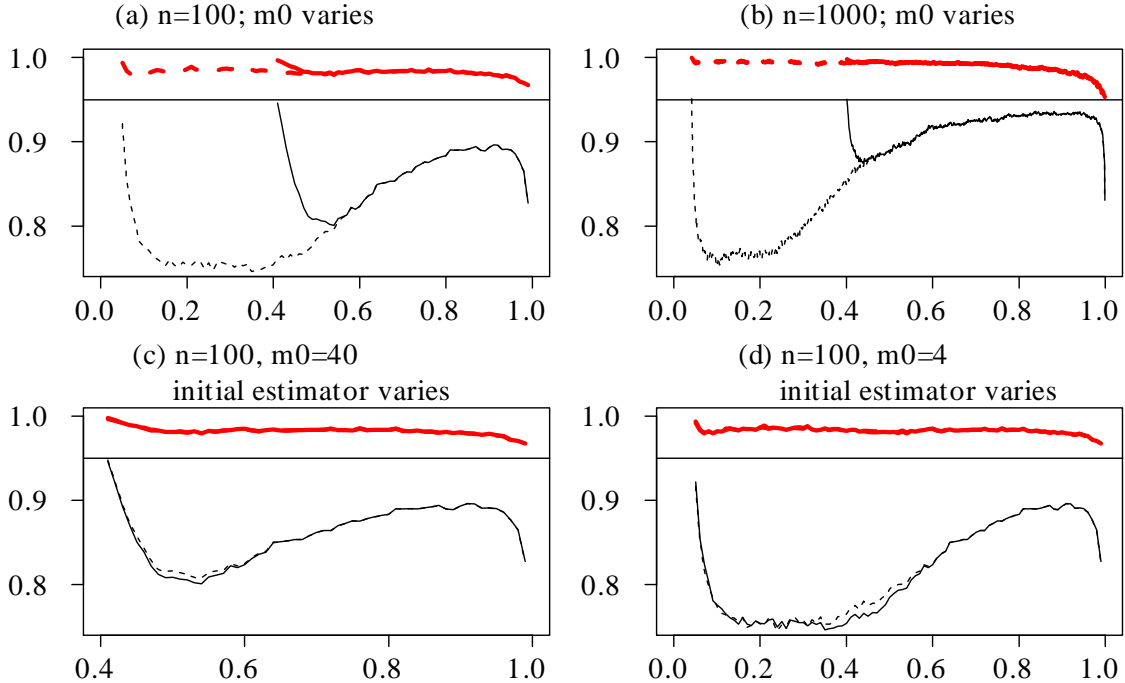 (a) n=100; m0 varies
1.0
0.9
0.8
0.0 0.2 0.4 0.6 0.8 1.0
(b) n=1000; m0 varies
1.0
0.9
0.8
0.0 0.2 0.4 0.6 0.8 1.0
(c) n=100, m0=40
initial estimator varies
1.0
0.9
0.8
0.4 0.6 0.8 1.0
(d) n=100, m0=4
initial estimator varies
1.0
0.9
0.8
0.0 0.2 0.4 0.6 0.8 1.0